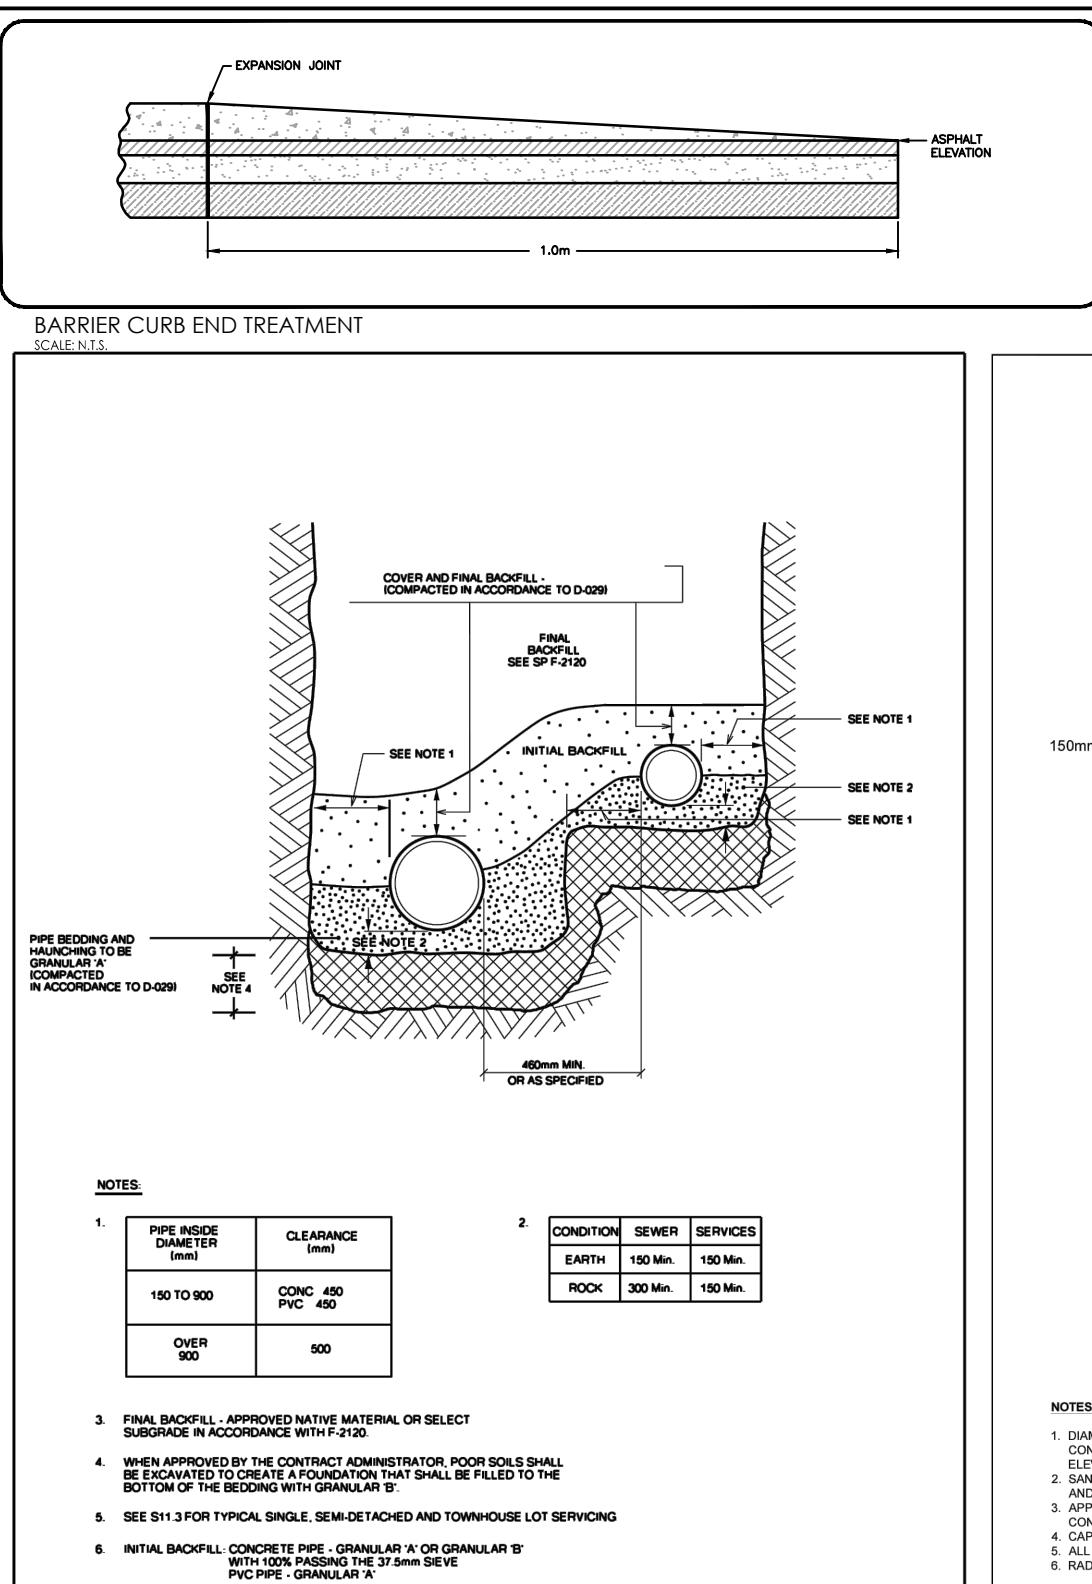 EXPANSION JOINT
ASPHALT
ELEVATION
1.0m
BARRIER CURB END TREATMENT
SCALE: N.T.S.
COVER AND FINAL BACKFILL -
(COMPACTED IN ACCORDANCE TO D-029)
FINAL
BACKFILL
SEE SP F-2120
SEE NOTE 1
INITIAL BACKFILL
SEE NOTE 1
SEE NOTE 2
SEE NOTE 1
PIPE BEDDING AND
HAUNCHING TO BE
GRANULAR 'A'
(COMPACTED
IN ACCORDANCE TO D-029)
SEE NOTE 2
SEE
NOTE 4
460mm MIN.
OR AS SPECIFIED
NOTES:
1.
PIPE INSIDE
DIAMETER
(mm)
CLEARANCE
(mm)
150 TO 900
CONC 450
PVC 450
OVER
900
500
2.
CONDITION SEWER SERVICES
EARTH 150 Min. 150 Min.
ROCK 300 Min. 150 Min.
3. FINAL BACKFILL - APPROVED NATIVE MATERIAL OR SELECT
SUBGRADE IN ACCORDANCE WITH F-2120.
4. WHEN APPROVED BY THE CONTRACT ADMINISTRATOR, POOR SOILS SHALL
BE EXCAVATED TO CREATE A FOUNDATION THAT SHALL BE FILLED TO THE
BOTTOM OF THE BEDDING WITH GRANULAR 'B'.
5. SEE S11.3 FOR TYPICAL SINGLE, SEMI-DETACHED AND TOWNHOUSE LOT SERVICING
6. INITIAL BACKFILL: CONCRETE PIPE - GRANULAR 'A' OR GRANULAR 'B'
WITH 100% PASSING THE 37.5mm SIEVE
PVC PIPE - GRANULAR 'A'
150mm
NOTES
1.
2.
AND
3.
4.
5. ALL
6.